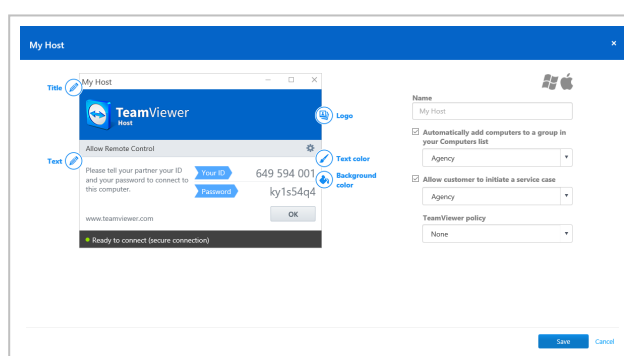 My Host
×
Title
My Host
TeamViewer
Host
Logo
Allow Remote Control
Text
Please tell your partner your ID
and your password to connect to
this computer.
Your ID
649 594 001
Password
ky1s54q4
Text color
Background
color
www.teamviewer.com
OK
Ready to connect (secure connection)
Name
My Host
Automatically add computers to a group in
your Computers list
Agency
Allow customer to initiate a service case
Agency
TeamViewer policy
None
Save
Cancel